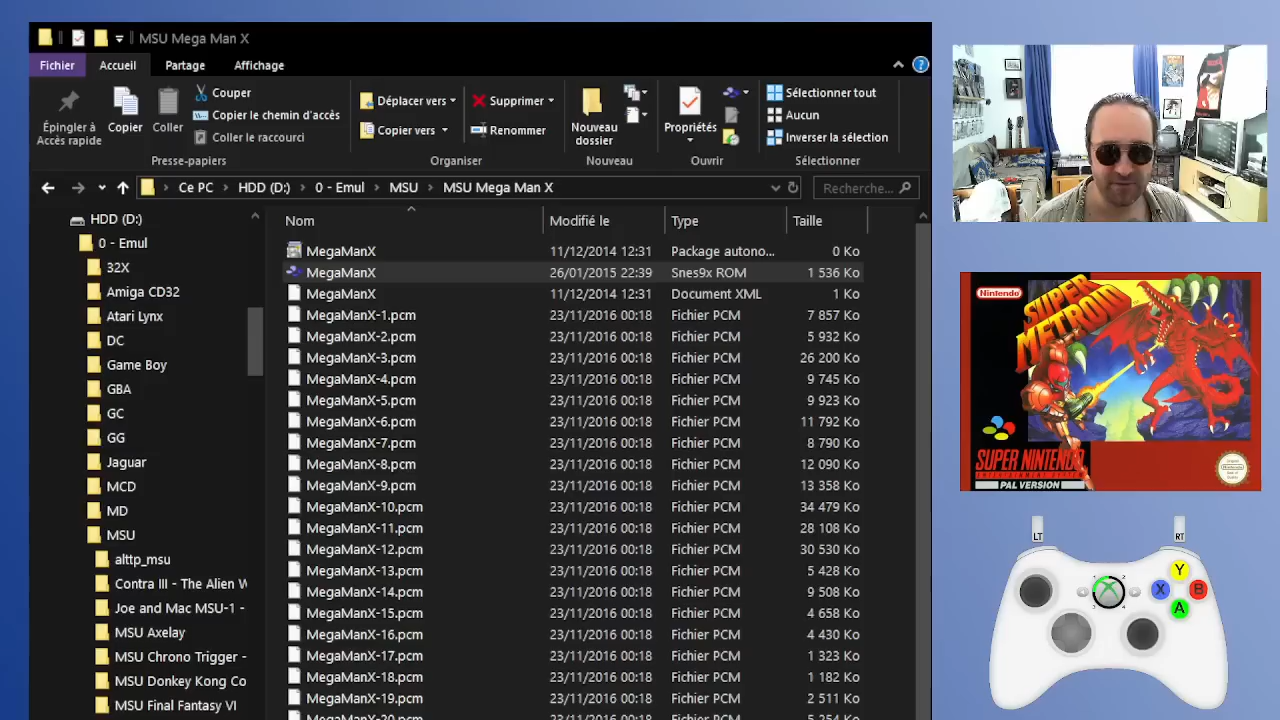 MSU Mega Man X
Fichier Accueil Partage Affichage
Épingler à Accès rapide
Copier
Coller
Couper
Copier le chemin d'accès
Coller le raccourci
Presse-papiers
Déplacer vers
Copier vers
Supprimer
Renommer
Organiser
Nouveau dossier
Nouveau
Propriétés
Ouvrir
Sélectionner tout
Aucun
Inverser la sélection
Sélectionner
Ce PC HDD (D:) 0 - Emul MSU MSU Mega Man X
Recherche...
HDD (D:)
0 - Emul
32X
Amiga CD32
Atari Lynx
DC
Game Boy
GBA
GC
GG
Jaguar
MCD
MD
MSU
alttp_msu
Contra III - The Alien W
Joe and Mac MSU-1 -
MSU Axelay
MSU Chrono Trigger -
MSU Donkey Kong Co
MSU Final Fantasy VI
Nom Modifié le Type Taille
MegaManX 11/12/2014 12:31 Package autono... 0 Ko
MegaManX 26/01/2015 22:39 Snes9x ROM 1 536 Ko
MegaManX 11/12/2014 12:31 Document XML 1 Ko
MegaManX-1.pcm 23/11/2016 00:18 Fichier PCM 7 857 Ko
MegaManX-2.pcm 23/11/2016 00:18 Fichier PCM 5 932 Ko
MegaManX-3.pcm 23/11/2016 00:18 Fichier PCM 26 200 Ko
MegaManX-4.pcm 23/11/2016 00:18 Fichier PCM 9 745 Ko
MegaManX-5.pcm 23/11/2016 00:18 Fichier PCM 9 923 Ko
MegaManX-6.pcm 23/11/2016 00:18 Fichier PCM 11 792 Ko
MegaManX-7.pcm 23/11/2016 00:18 Fichier PCM 8 790 Ko
MegaManX-8.pcm 23/11/2016 00:18 Fichier PCM 12 090 Ko
MegaManX-9.pcm 23/11/2016 00:18 Fichier PCM 13 358 Ko
MegaManX-10.pcm 23/11/2016 00:18 Fichier PCM 34 479 Ko
MegaManX-11.pcm 23/11/2016 00:18 Fichier PCM 28 108 Ko
MegaManX-12.pcm 23/11/2016 00:18 Fichier PCM 30 530 Ko
MegaManX-13.pcm 23/11/2016 00:18 Fichier PCM 5 428 Ko
MegaManX-14.pcm 23/11/2016 00:18 Fichier PCM 9 508 Ko
MegaManX-15.pcm 23/11/2016 00:18 Fichier PCM 4 658 Ko
MegaManX-16.pcm 23/11/2016 00:18 Fichier PCM 4 430 Ko
MegaManX-17.pcm 23/11/2016 00:18 Fichier PCM 1 323 Ko
MegaManX-18.pcm 23/11/2016 00:18 Fichier PCM 1 182 Ko
MegaManX-19.pcm 23/11/2016 00:18 Fichier PCM 2 511 Ko
MegaManX-20.pcm 23/11/2016 00:18 Fichier PCM 5 254 Ko
Nintendo
SUPER
METROID
SUPER NINTENDO
PAL VERSION
LT
RT
Y
X
B
A
1
2
3
4